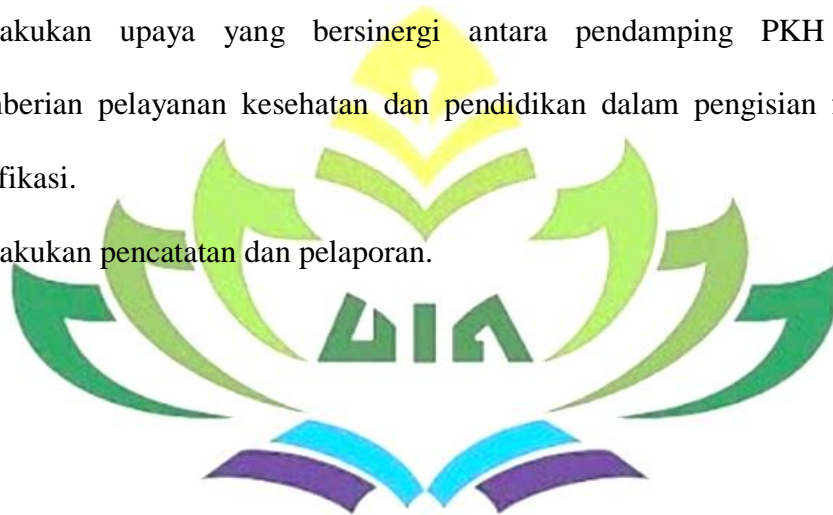 akukan upaya yang bersinergi antara pendamping PKH
berian pelayanan kesehatan dan pendidikan dalam pengisian
fikasi.
akukan pencatatan dan pelaporan.
UIN